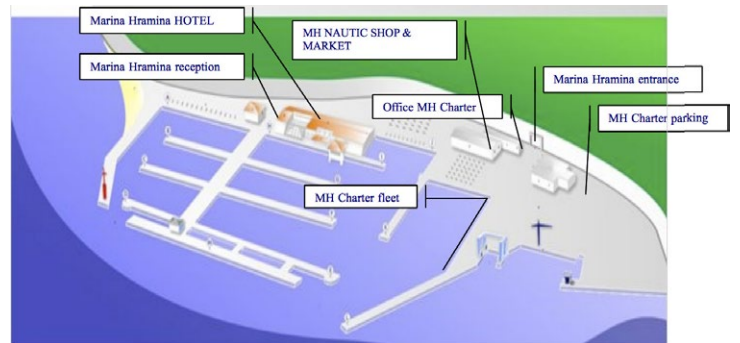 Marina Hramina HOTEL
MH NAUTIC SHOP &
MARKET
Marina Hramina reception
Marina Hramina entrance
Office MH Charter
MH Charter parking
MH Charter fleet